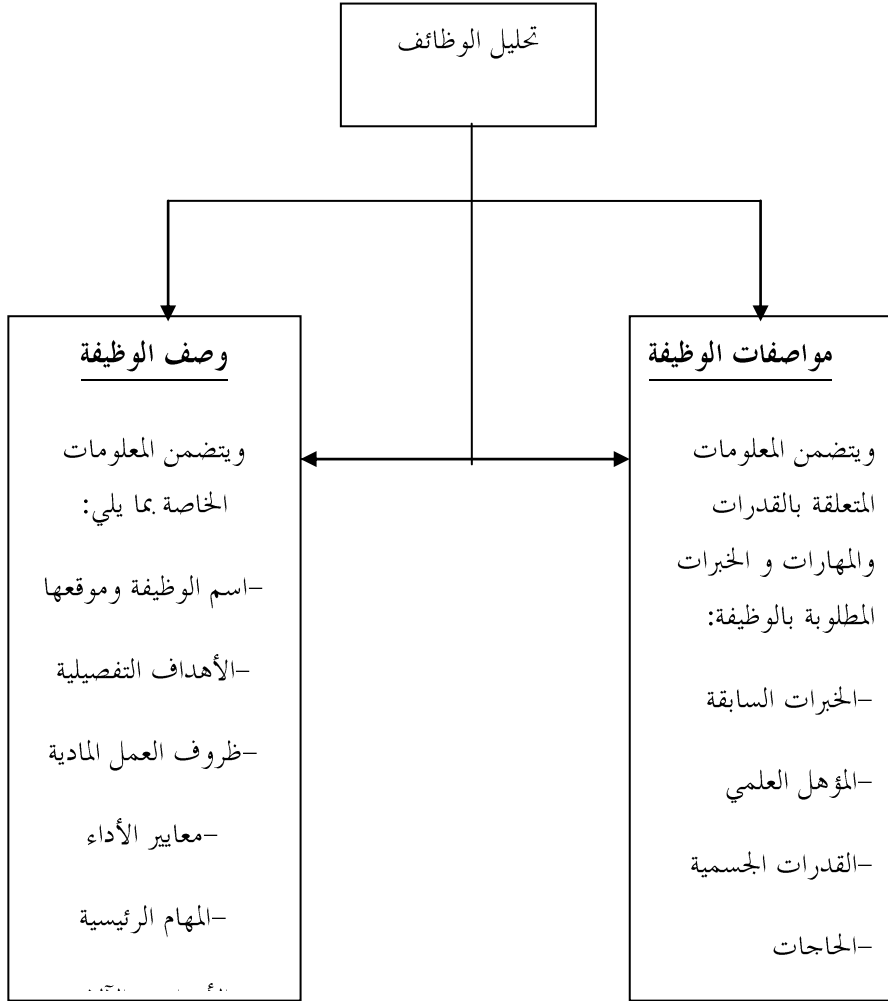 تحليل الوظائف
مواصفات الوظيفة
ويتضمن المعلومات
المتعلقة بالقدرات
والمهارات و الخبرات
المطلوبة بالوظيفة:
-الخبرات السابقة
-المؤهل العلمي
-القدرات الجسمية
-الحاجات
وصف الوظيفة
ويتضمن المعلومات
الخاصة بما يلي:
-اسم الوظيفة وموقعها
-الأهداف التفصيلية
-ظروف العمل المادية
-معايير الأداء
-المهام الرئيسية